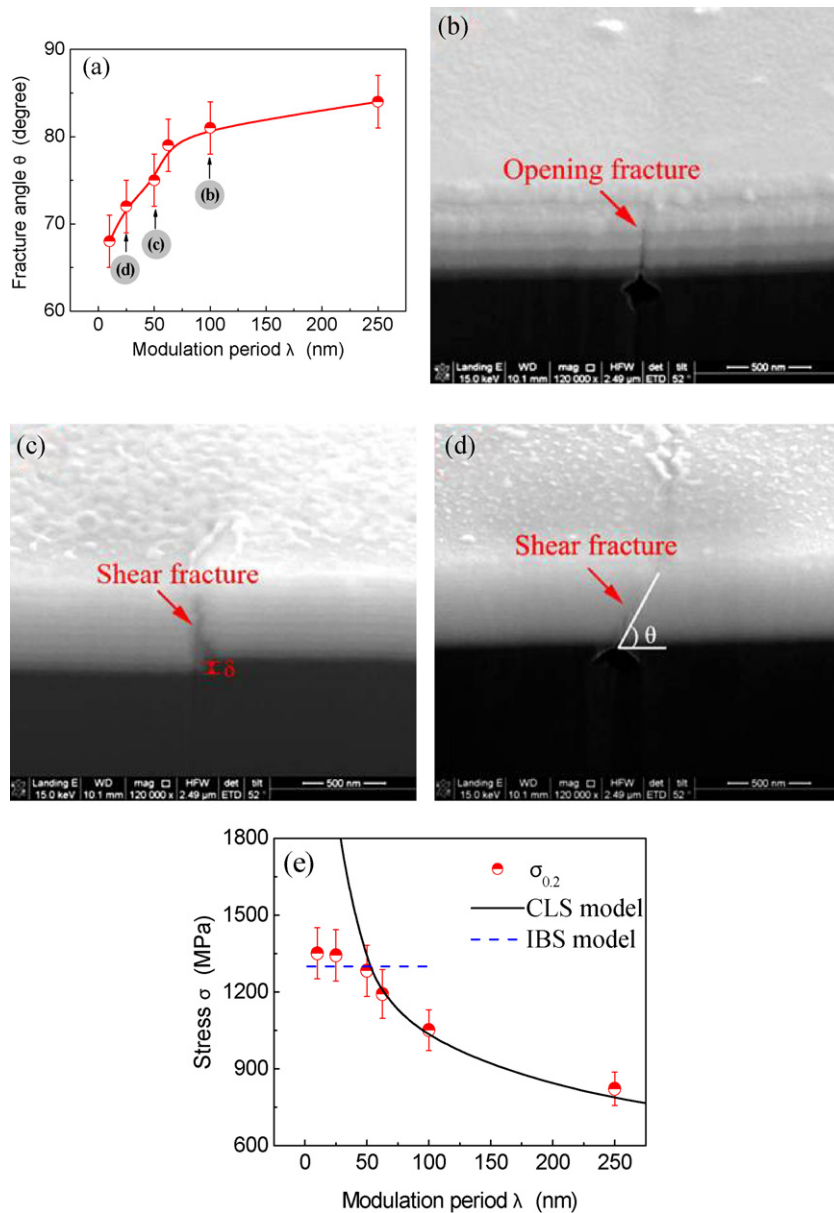 (a)
Fracture angle θ (degree)
90
80
70
60
(b)
(c)
(d)
0 50 100 150 200 250
Modulation period λ (nm)
(b)
Opening fracture
Landing E WD mag HFW det tilt
15.0 keV 10.1 mm 120 000 x 2.49 µm ETD 52° 500 nm
(c)
Shear fracture
δ
Landing E WD mag HFW det tilt
15.0 keV 10.1 mm 120 000 x 2.49 µm ETD 52° 500 nm
(d)
Shear fracture
θ
Landing E WD mag HFW det tilt
15.0 keV 10.1 mm 120 000 x 2.49 µm ETD 52° 500 nm
(e)
Stress σ (MPa)
1800
1500
1200
900
600
σ0.2
CLS model
IBS model
0 50 100 150 200 250
Modulation period λ (nm)